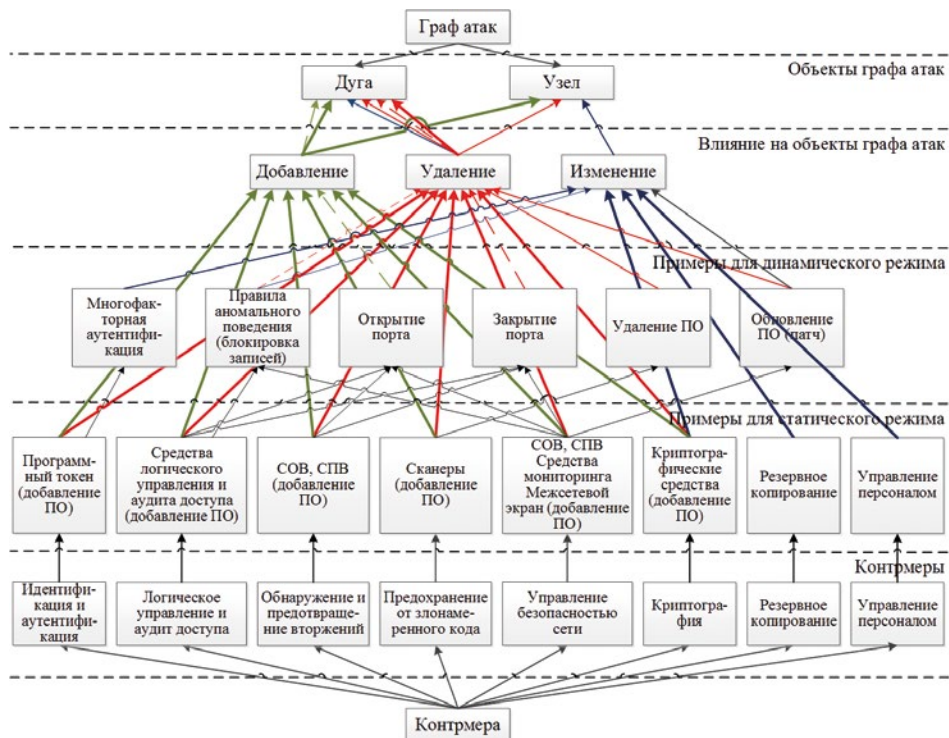 Граф атак
Объекты графа атак
Дуга
Узел
Влияние на объекты графа атак
Добавление
Удаление
Изменение
Примеры для динамического режима
Многофак-
торная
аутентифи-
кация
Правила
аномального
поведения
(блокировка
записей)
Открытие
порта
Закрытие
порта
Удаление ПО
Обновление
ПО (патч)
Примеры для статического режима
Программ-
ный токен
(добавление
ПО)
Средства
логического
управления и
аудита доступа
(добавление ПО)
СОВ, СПВ
(добавление
ПО)
Сканеры
(добавление
ПО)
СОВ, СПВ
Средства
мониторинга
Межсетевой
экран (добавление
ПО)
Криптогра-
фические
средства
(добавление
ПО)
Резервное
копирование
Управление
персоналом
Контрмеры
Идентифи-
кация и
аутентифи-
кация
Логическое
управление и
аудит доступа
Обнаружение и
предотвраще-
ние вторжений
Предохранение
от злонаме-
ренного кода
Управление
безопасностью
сети
Криптогра-
фия
Резервное
копирование
Управление
персоналом
Контрмера